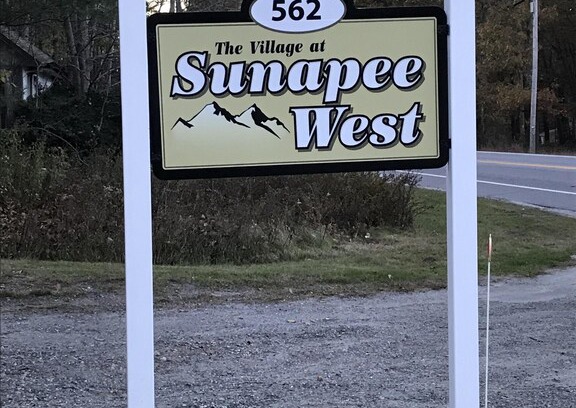 562
The Village at
Sunapee
West